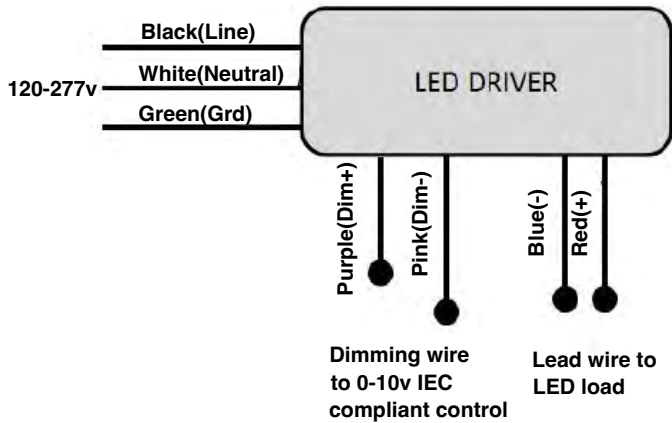 Black(Line)
White(Neutral)
120-277v
Green(Grd)
LED DRIVER
Purple(Dim+)
Pink(Dim-)
Blue(-)
Red(+)
Dimming wire
to 0-10v IEC
compliant control
Lead wire to
LED load